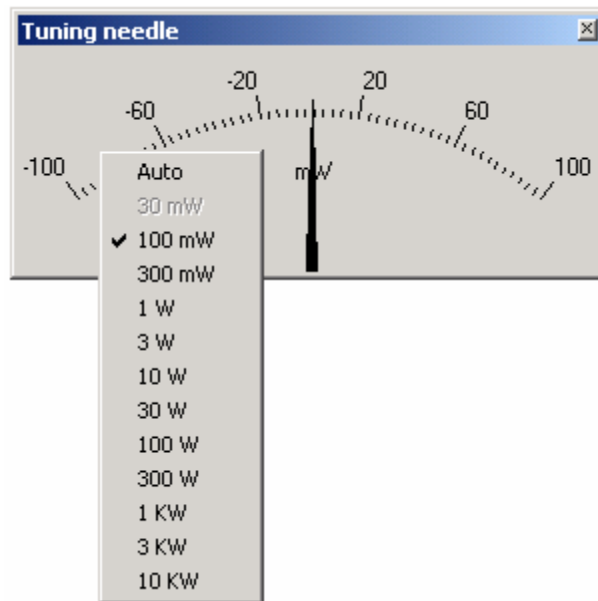 Tuning needle
-20 20
-60 60
-100 100
mW
Auto
30 mW
100 mW
300 mW
1 W
3 W
10 W
30 W
100 W
300 W
1 KW
3 KW
10 KW